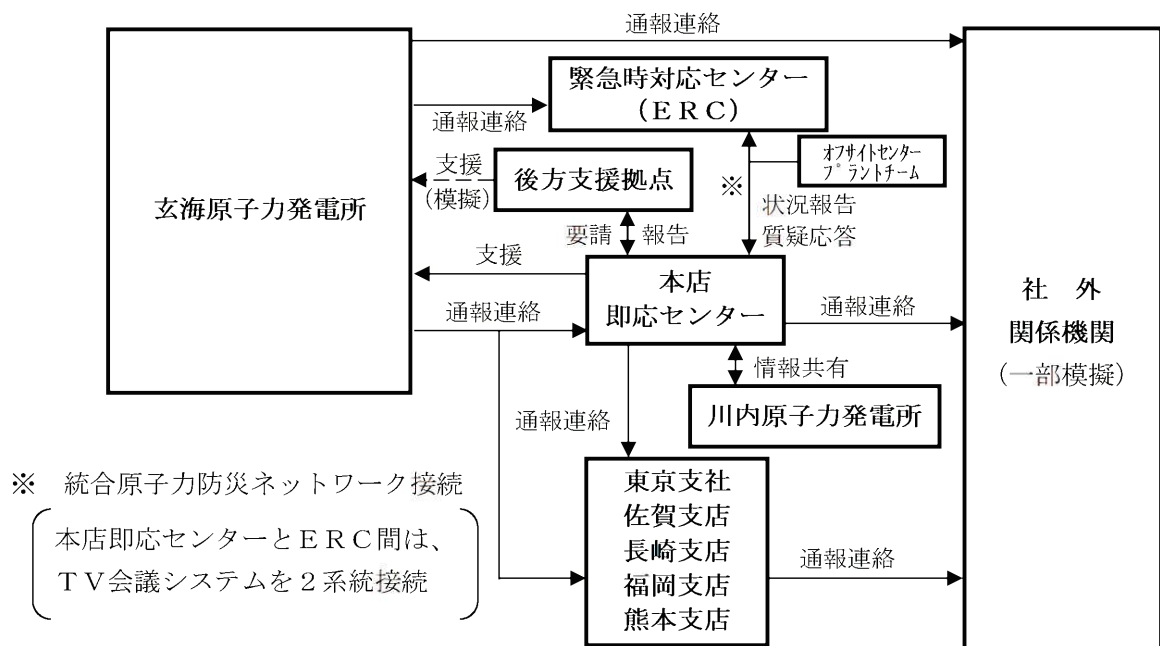 通報連絡
玄海原子力発電所
緊急時対応センター
（ＥＲＣ）
通報連絡
オフサイトセンター
プラントチーム
支援
(模擬)
後方支援拠点
※
状況報告
質疑応答
要請
報告
支援
本店
即応センター
通報連絡
通報連絡
社　外
関係機関
（一部模擬）
情報共有
川内原子力発電所
通報連絡
※　統合原子力防災ネットワーク接続
本店即応センターとＥＲＣ間は、
ＴＶ会議システムを２系統接続
東京支社
佐賀支店
長崎支店
福岡支店
熊本支店
通報連絡